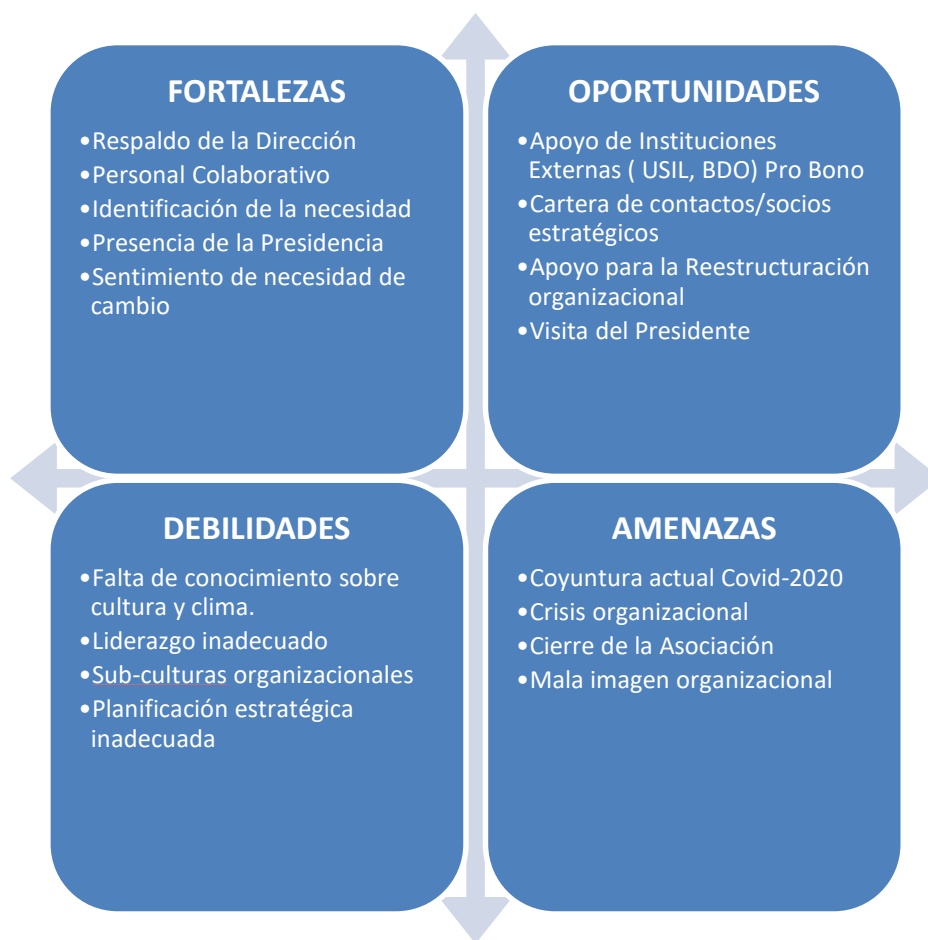 FORTALEZAS
•Respaldo de la Dirección
•Personal Colaborativo
•Identificación de la necesidad
•Presencia de la Presidencia
•Sentimiento de necesidad de
cambio
OPORTUNIDADES
•Apoyo de Instituciones
Externas ( USIL, BDO) Pro Bono
•Cartera de contactos/socios
estratégicos
•Apoyo para la Reestructuración
organizacional
•Visita del Presidente
DEBILIDADES
•Falta de conocimiento sobre
cultura y clima.
•Liderazgo inadecuado
•Sub-culturas organizacionales
•Planificación estratégica
inadecuada
AMENAZAS
•Coyuntura actual Covid-2020
•Crisis organizacional
•Cierre de la Asociación
•Mala imagen organizacional